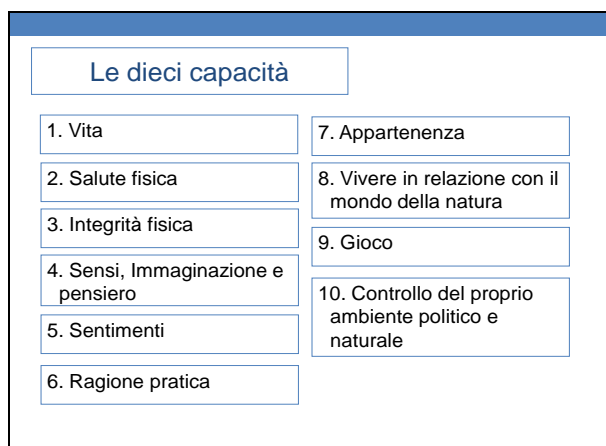 Le dieci capacità
1. Vita
2. Salute fisica
3. Integrità fisica
4. Sensi, Immaginazione e
pensiero
5. Sentimenti
6. Ragione pratica
7. Appartenenza
8. Vivere in relazione con il
mondo della natura
9. Gioco
10. Controllo del proprio
ambiente politico e
naturale